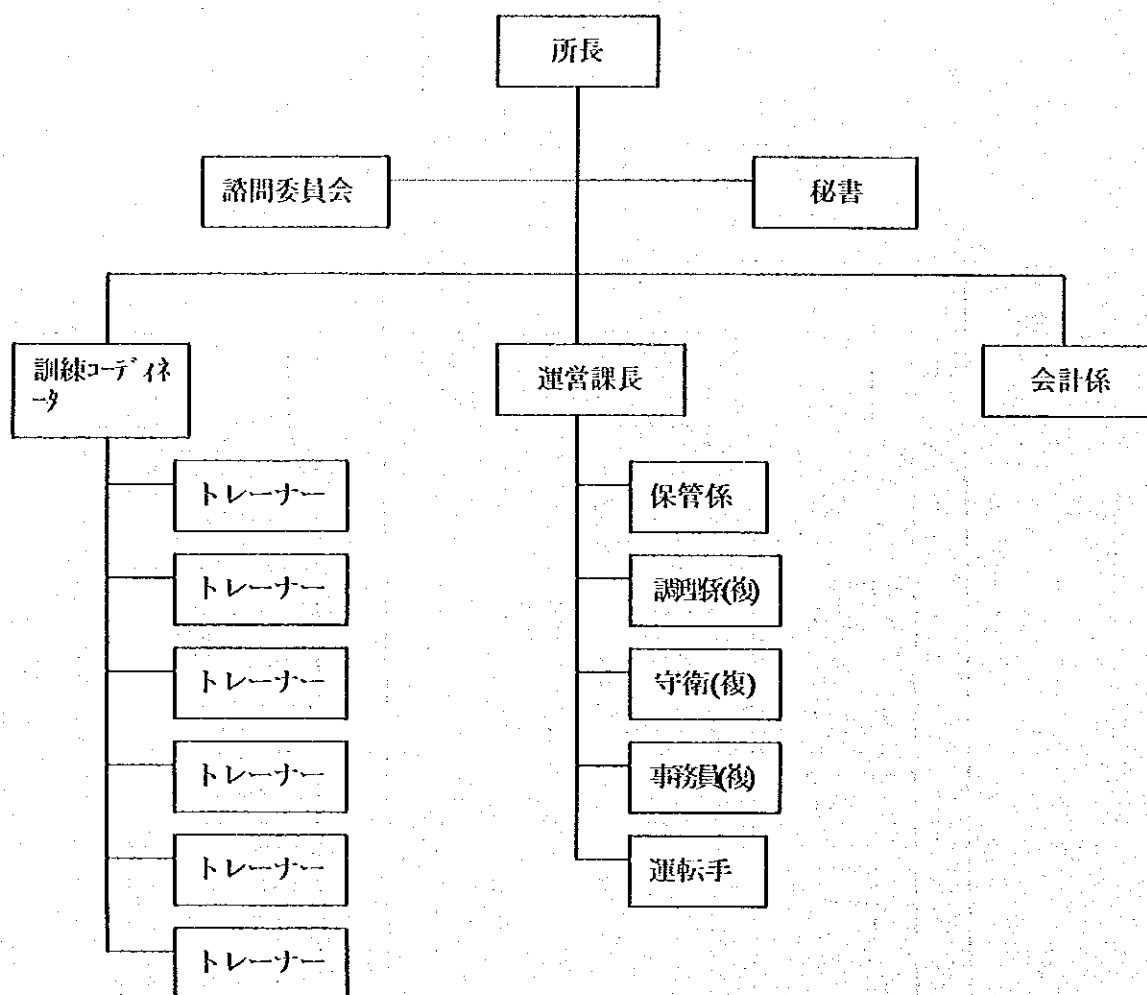 所長
諮問委員会
秘書
訓練コーディネ
ータ
運営課長
会計係
トレーナー
トレーナー
トレーナー
トレーナー
トレーナー
トレーナー
保管係
調理係(複)
守衛(複)
事務員(複)
運転手